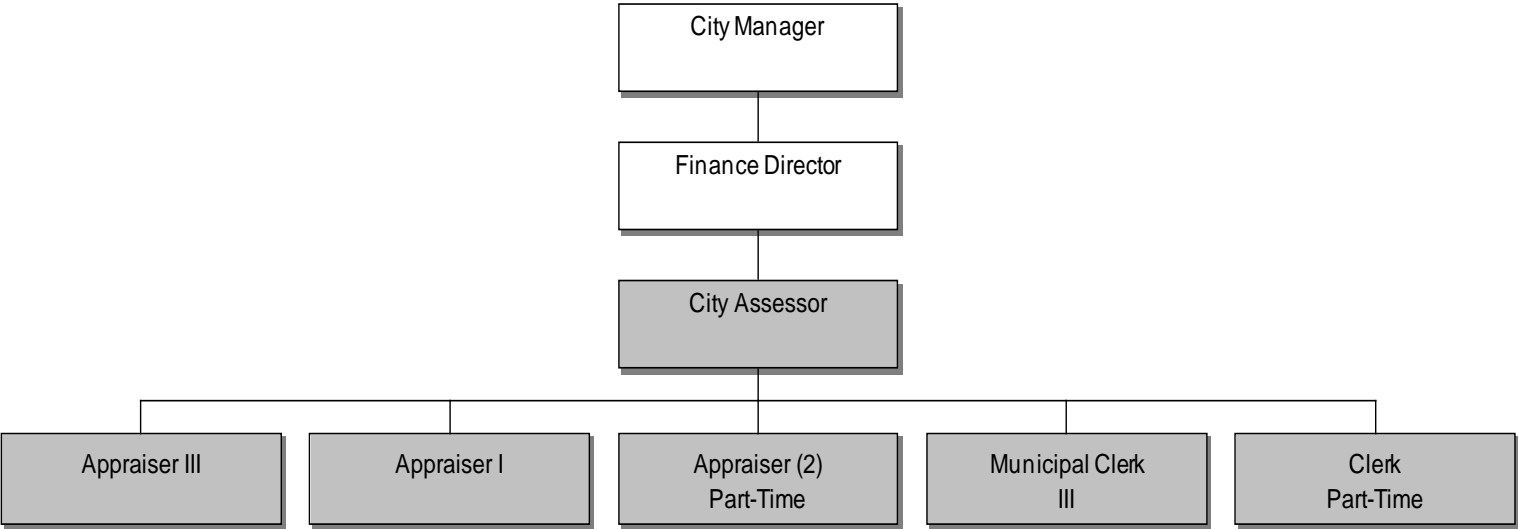 City Manager
Finance Director
City Assessor
Appraiser III
Appraiser I
Appraiser (2)
Part-Time
Municipal Clerk
III
Clerk
Part-Time